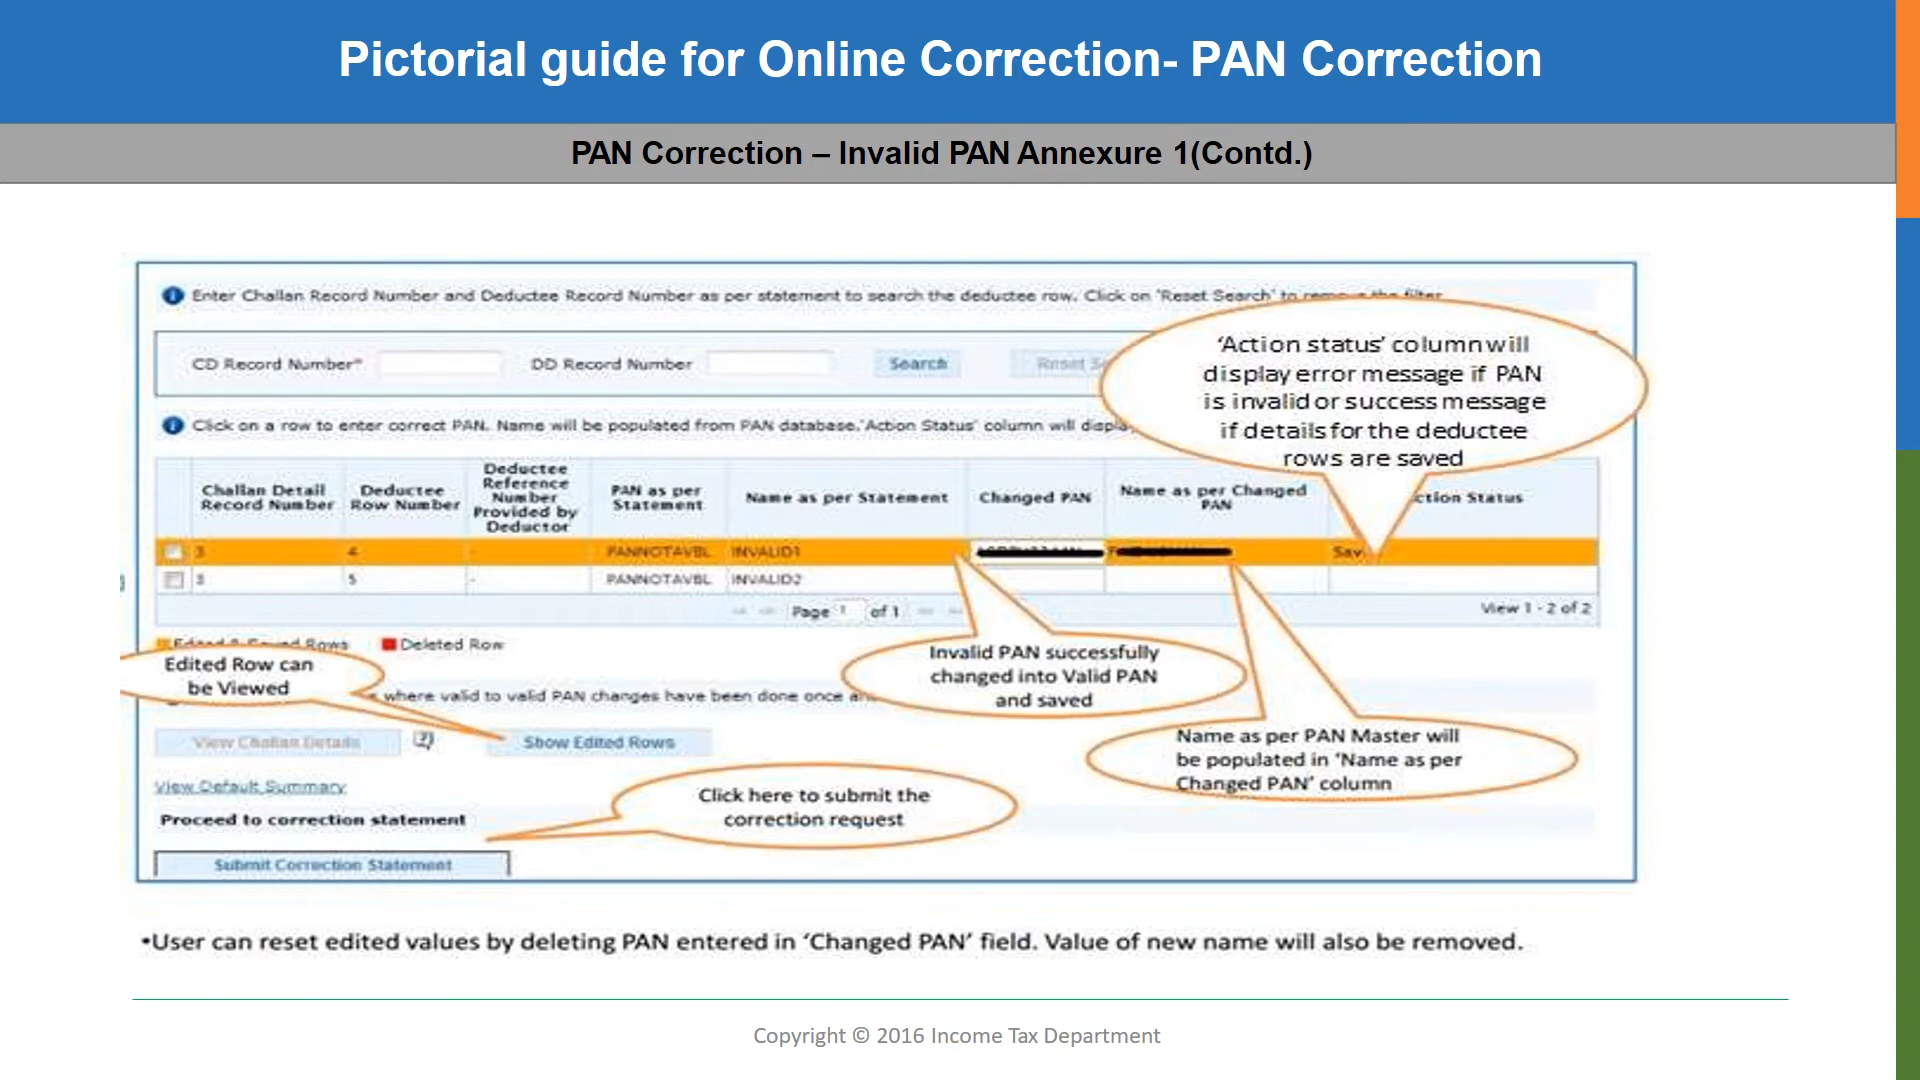 Pictorial guide for Online Correction- PAN Correction
PAN Correction – Invalid PAN Annexure 1(Contd.)
Enter Challan Record Number and Deductee Record Number as per statement to search the deductee row. Click on 'Reset Search' to remove the filter
CD Record Number* DD Record Number Search Reset
'Action status' column will
display error message if PAN
is invalid or success message
if details for the deductee
rows are saved
Click on a row to enter correct PAN. Name will be populated from PAN database.'Action Status' column will
Challan Detail Record Number
Deductee Row Number
Deductee Reference Number Provided by Deductor
PAN as per Statement
Name as per Statement
Changed PAN
Name as per Changed PAN
ction Status
3 4 - PANNOTAVBL INVALID1 Sav
3 5 - PANNOTAVBL INVALID2
Page 1 of 1
View 1 - 2 of 2
Edited & Saved Rows Deleted Row
Edited Row can
be Viewed
Invalid PAN successfully
changed into Valid PAN
and saved
where valid to valid PAN changes have been done once
View Challan Details Show Edited Rows
Name as per PAN Master will
be populated in 'Name as per
Changed PAN' column
View Default Summary
Click here to submit the
correction request
Proceed to correction statement
Submit Correction Statement
•User can reset edited values by deleting PAN entered in 'Changed PAN' field. Value of new name will also be removed.
Copyright © 2016 Income Tax Department